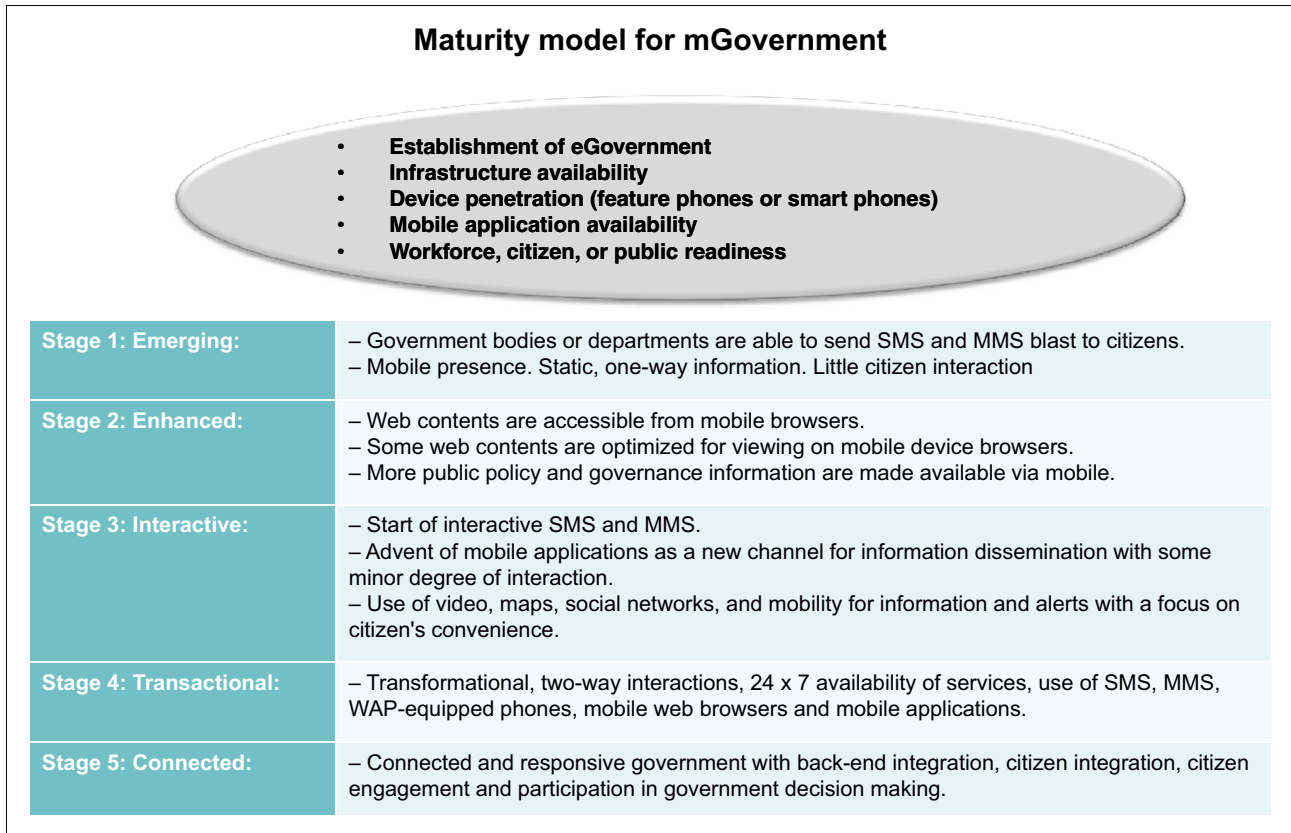 Maturity model for mGovernment
• Establishment of eGovernment
• Infrastructure availability
• Device penetration (feature phones or smart phones)
• Mobile application availability
• Workforce, citizen, or public readiness
Stage 1: Emerging:
– Government bodies or departments are able to send SMS and MMS blast to citizens.
– Mobile presence. Static, one-way information. Little citizen interaction
Stage 2: Enhanced:
– Web contents are accessible from mobile browsers.
– Some web contents are optimized for viewing on mobile device browsers.
– More public policy and governance information are made available via mobile.
Stage 3: Interactive:
– Start of interactive SMS and MMS.
– Advent of mobile applications as a new channel for information dissemination with some
minor degree of interaction.
– Use of video, maps, social networks, and mobility for information and alerts with a focus on
citizen's convenience.
Stage 4: Transactional:
– Transformational, two-way interactions, 24 x 7 availability of services, use of SMS, MMS,
WAP-equipped phones, mobile web browsers and mobile applications.
Stage 5: Connected:
– Connected and responsive government with back-end integration, citizen integration, citizen
engagement and participation in government decision making.